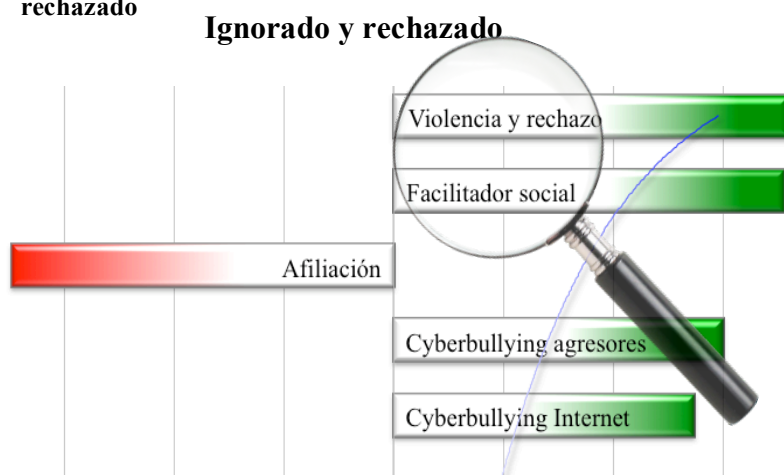 rechazado
Ignorado y rechazado
Violencia y rechazo
Facilitador social
Afiliación
Cyberbullying agresores
Cyberbullying Internet